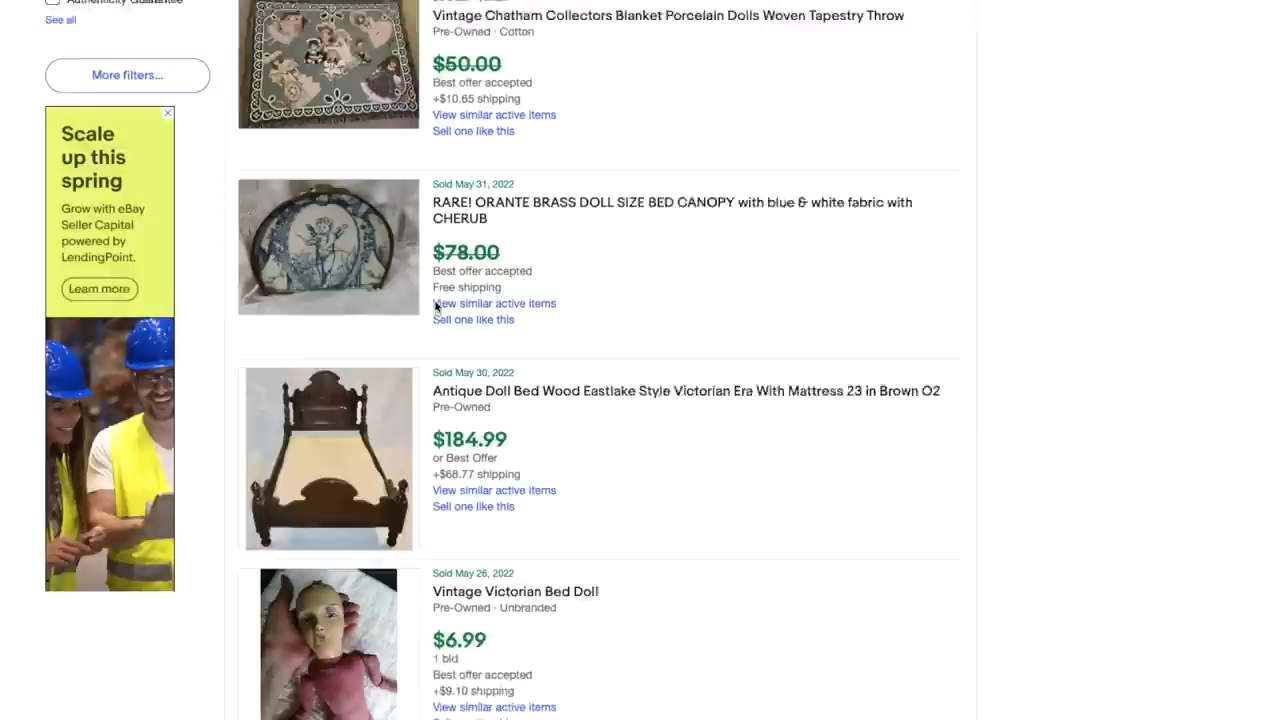 Authenticity Guarantee
See all
More filters...
Scale
up this
spring
Grow with eBay
Seller Capital
powered by
LendingPoint.
Learn more
Vintage Chatham Collectors Blanket Porcelain Dolls Woven Tapestry Throw
Pre-Owned · Cotton
$50.00
Best offer accepted
+$10.65 shipping
View similar active items
Sell one like this
Sold May 31, 2022
RARE! ORANTE BRASS DOLL SIZE BED CANOPY with blue & white fabric with
CHERUB
$78.00
Best offer accepted
Free shipping
View similar active items
Sell one like this
Sold May 30, 2022
Antique Doll Bed Wood Eastlake Style Victorian Era With Mattress 23 in Brown O2
Pre-Owned
$184.99
or Best Offer
+$68.77 shipping
View similar active items
Sell one like this
Sold May 26, 2022
Vintage Victorian Bed Doll
Pre-Owned · Unbranded
$6.99
1 bid
Best offer accepted
+$9.10 shipping
View similar active items